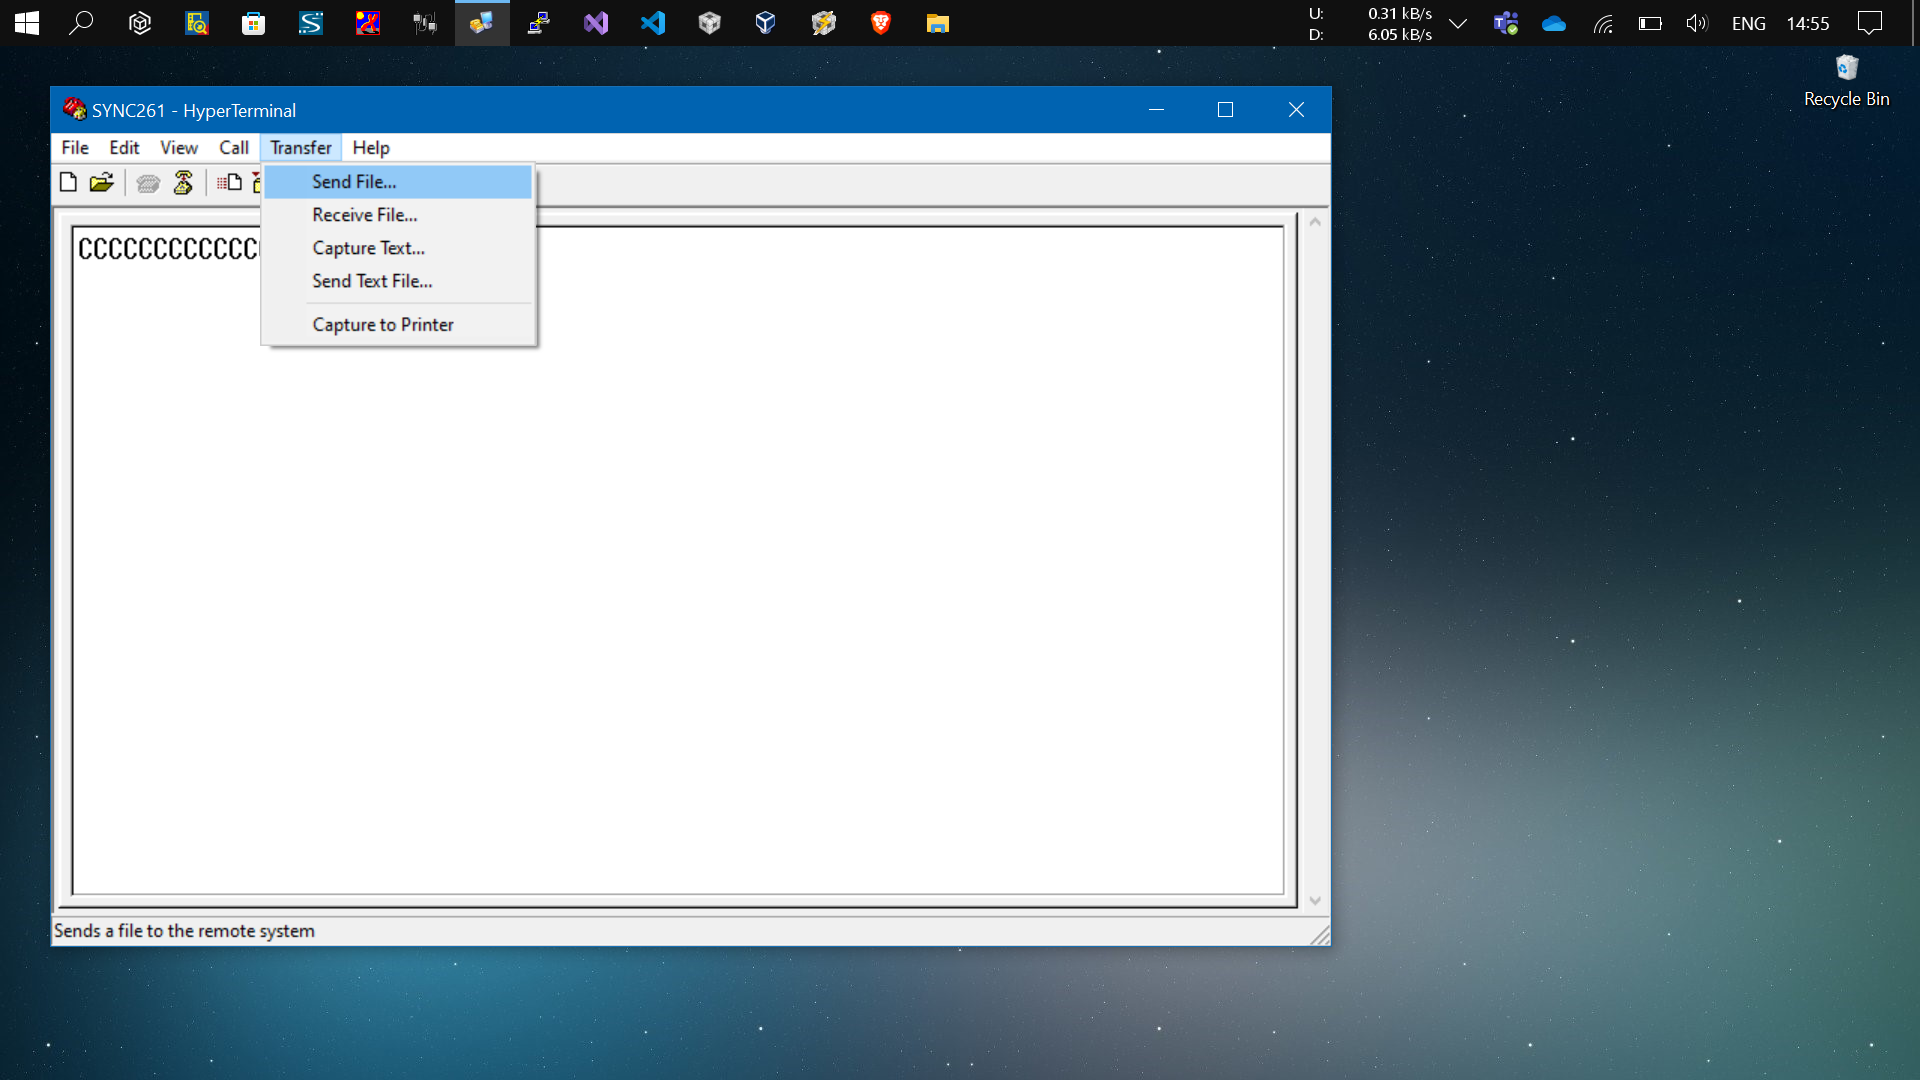 U: 0.31 kB/s
D: 6.05 kB/s
ENG 14:55
Recycle Bin
SYNC261 - HyperTerminal
File Edit View Call Transfer Help
Send File...
Receive File...
Capture Text...
Send Text File...
Capture to Printer
CCCCCCCCCCCCC
Sends a file to the remote system